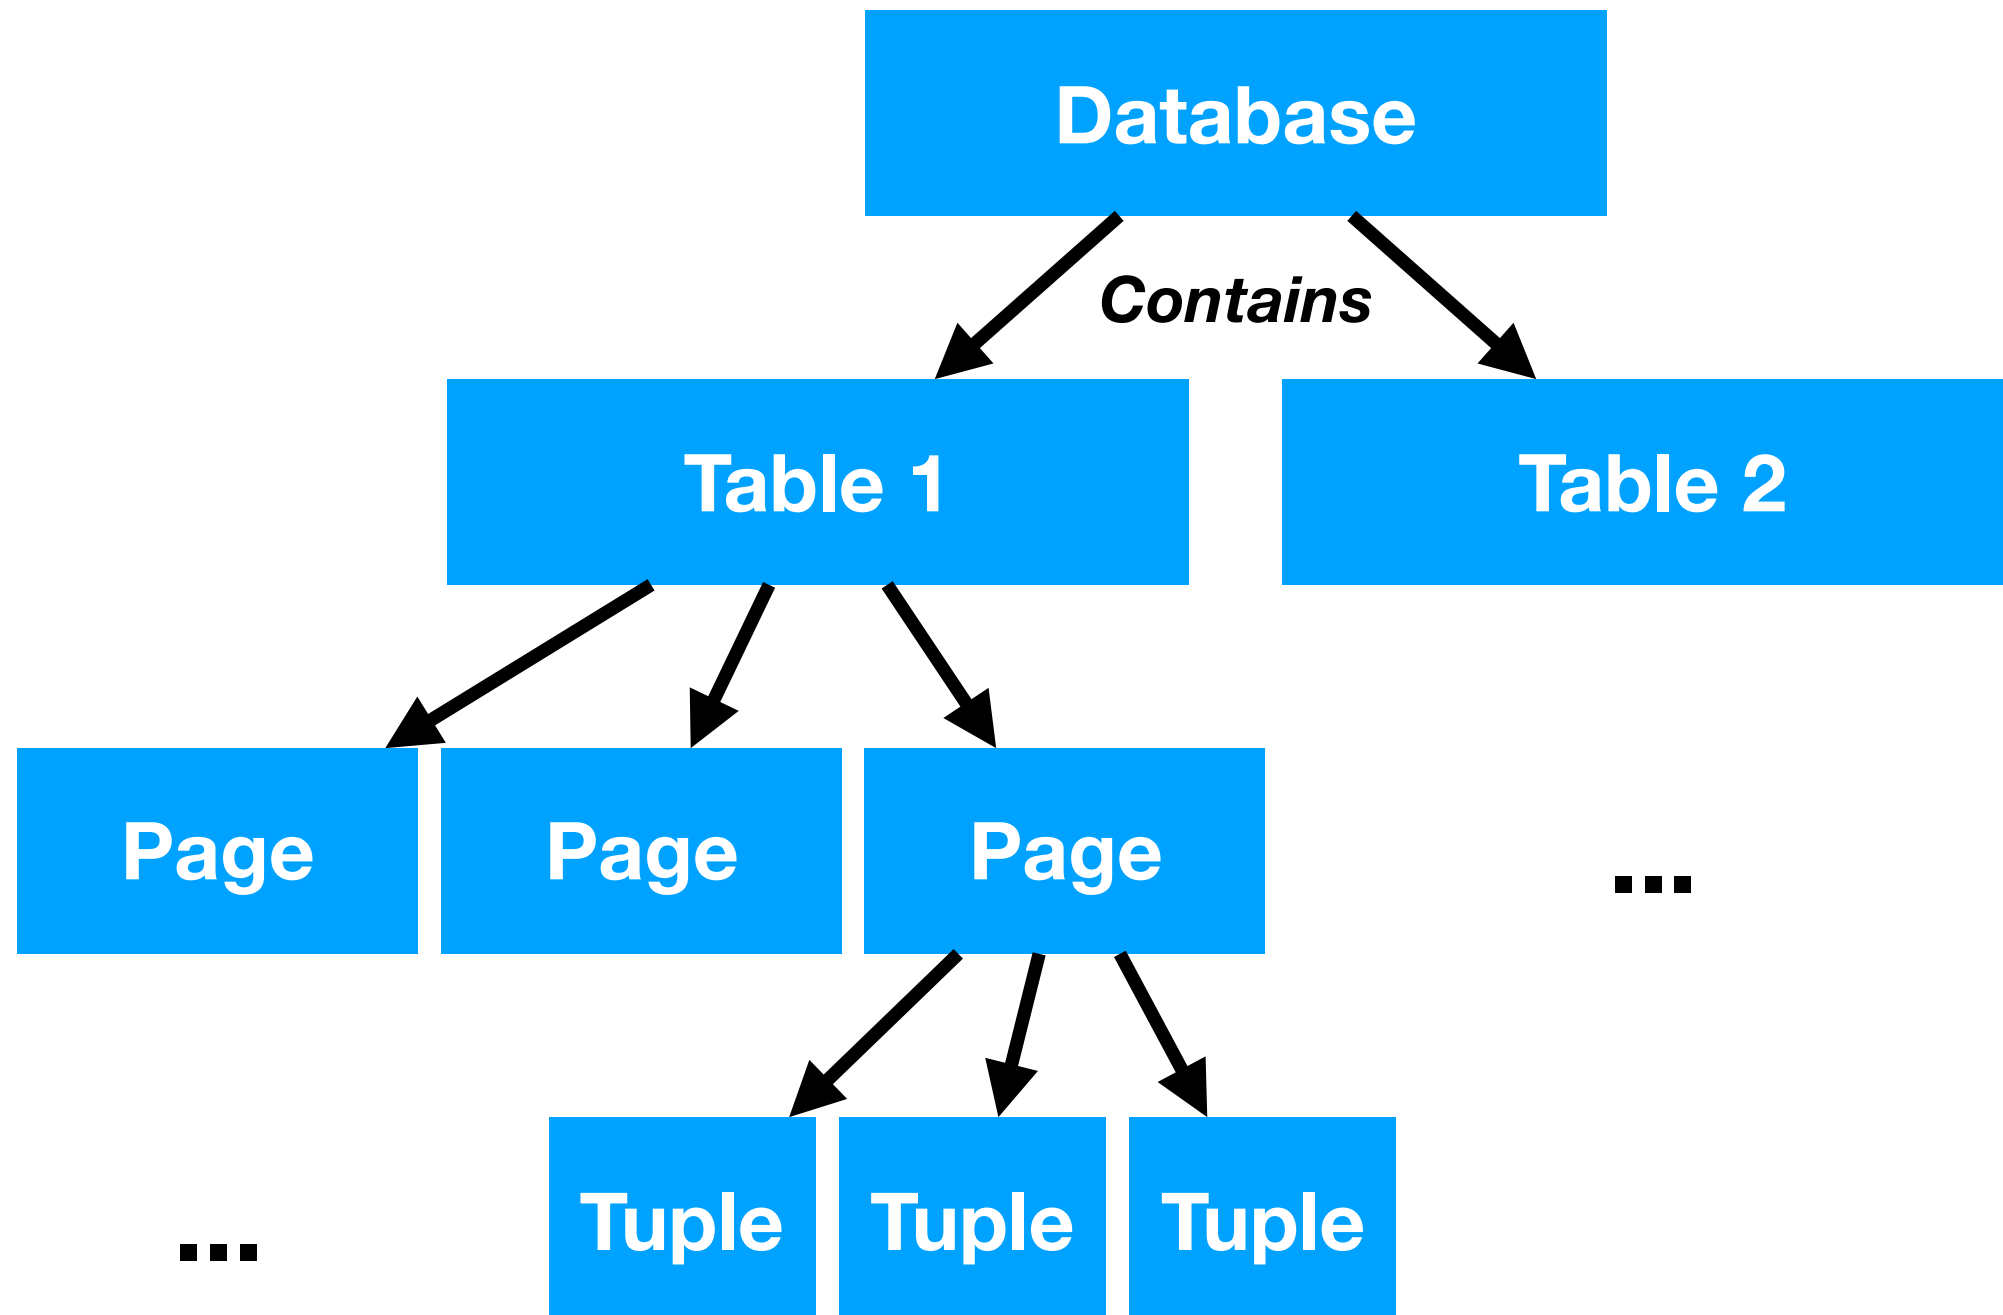 Database
Contains
Table 1
Table 2
Page
Page
Page
...
...
Tuple
Tuple
Tuple